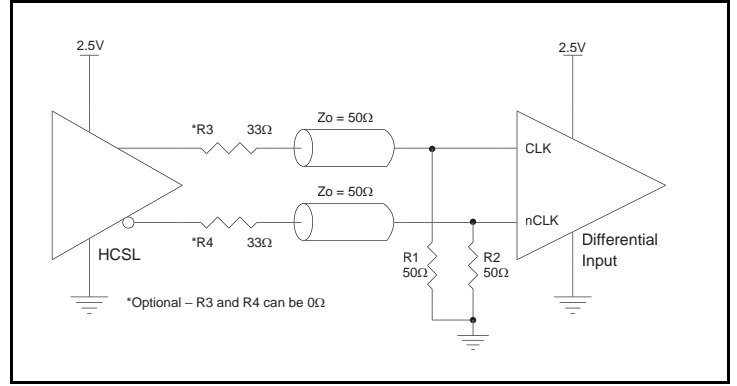 2.5V
2.5V
*R3 33Ω
Zo = 50Ω
CLK
Zo = 50Ω
nCLK
*R4 33Ω
HCSL
R1
50Ω
R2
50Ω
Differential
Input
*Optional – R3 and R4 can be 0Ω